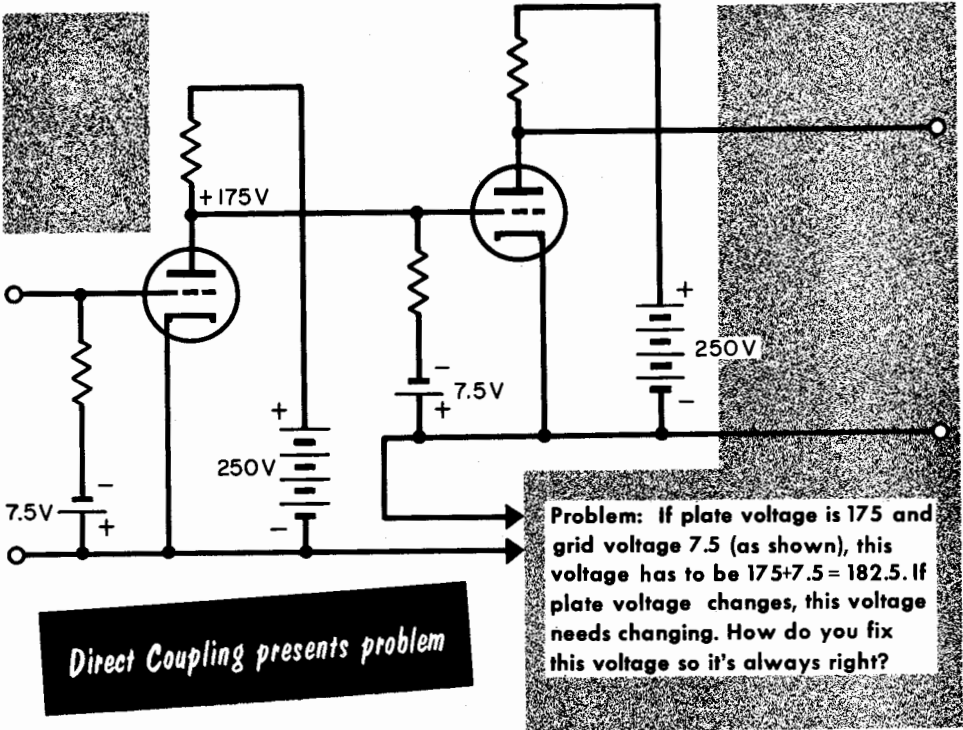 +175V
+
250V
-
-
7.5V
+
+
250V
-
-
7.5V
+
Problem: If plate voltage is 175 and
grid voltage 7.5 (as shown), this
voltage has to be 175+7.5 = 182.5. If
plate voltage changes, this voltage
needs changing. How do you fix
this voltage so it's always right?
Direct Coupling presents problem